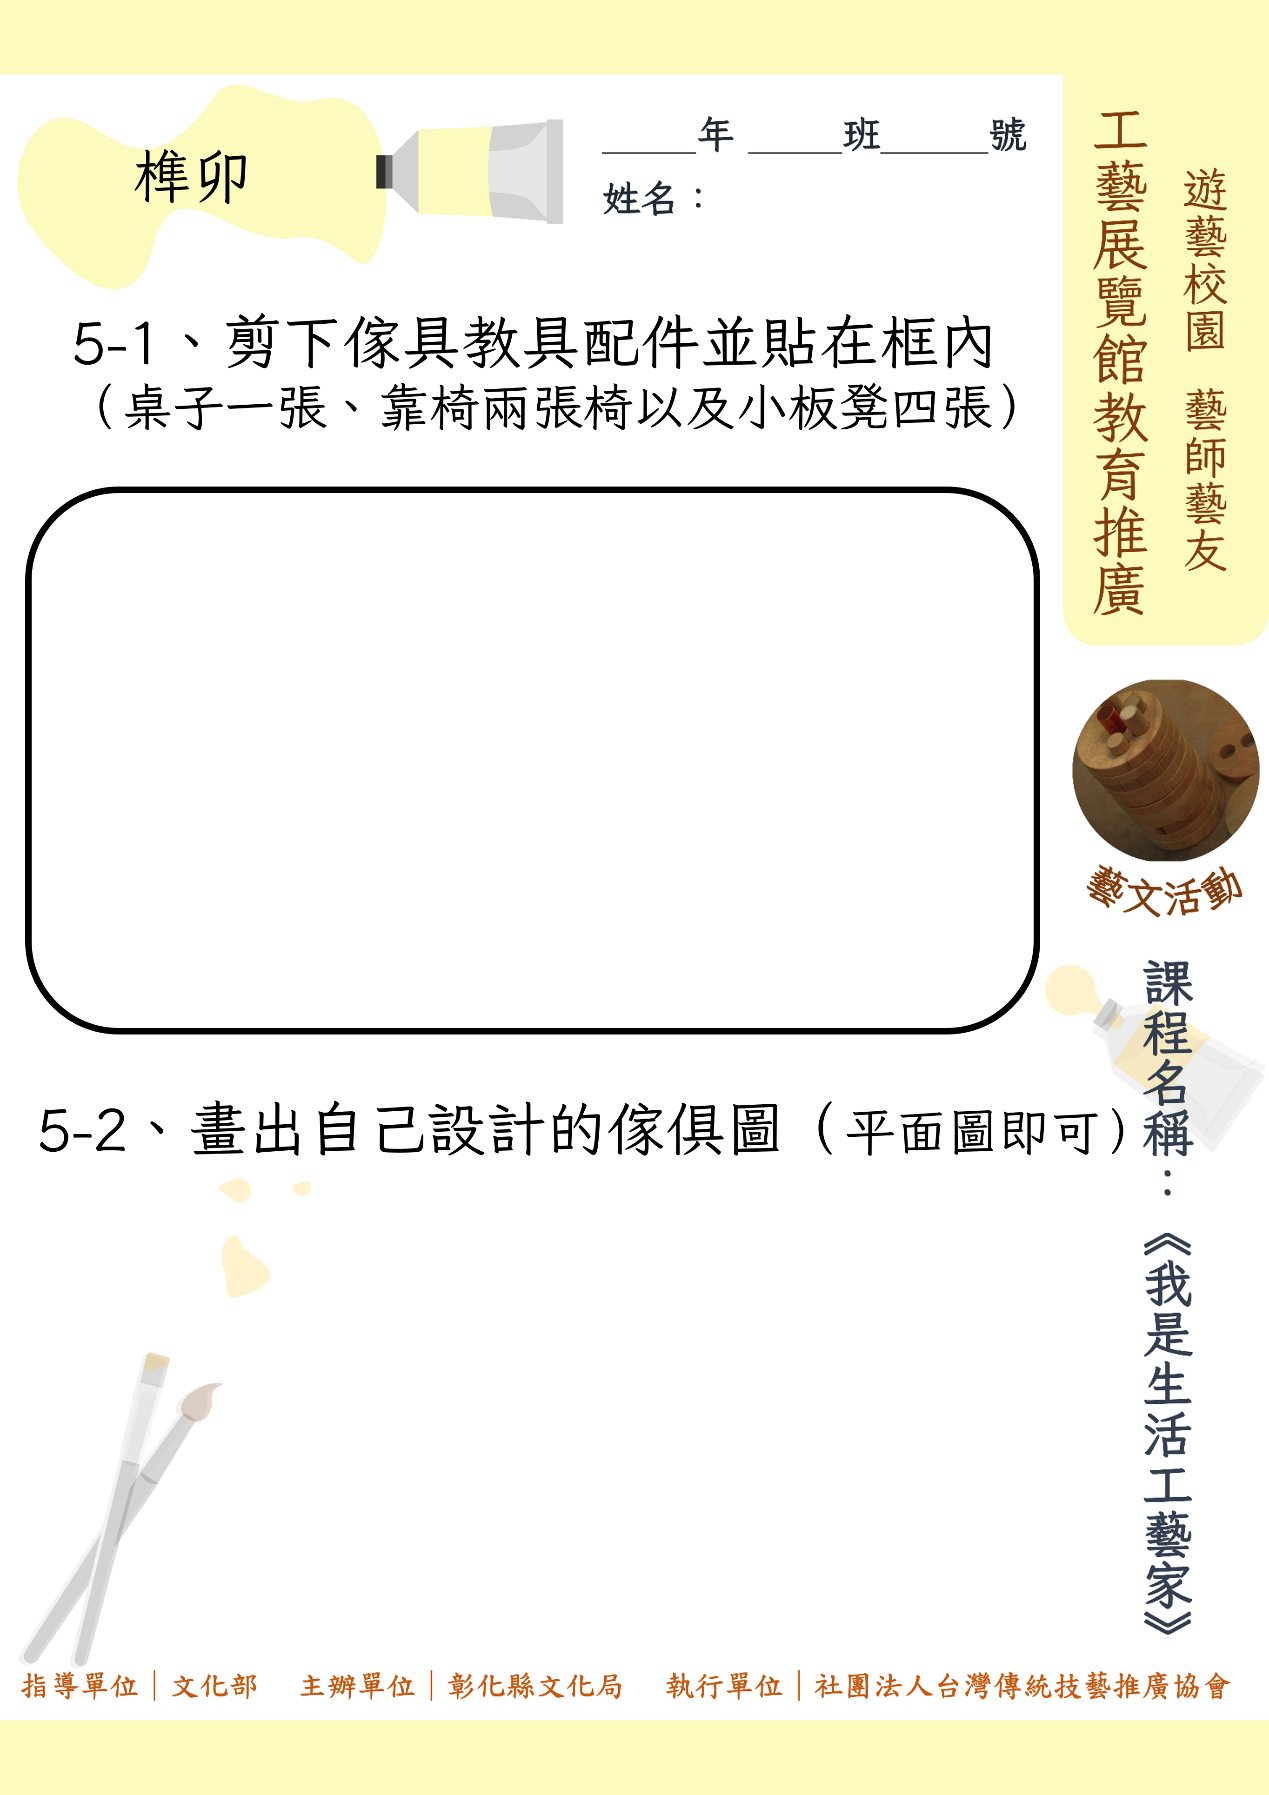 榫卯
_____年 _____班______號
姓名：
5-1、剪下傢具教具配件並貼在框內
（桌子一張、靠椅兩張椅以及小板凳四張）
5-2、畫出自己設計的傢俱圖（平面圖即可）
遊藝校園 藝師藝友
工藝展覽館教育推廣
藝文活動
課程名稱：《我是生活工藝家》
指導單位｜文化部 主辦單位｜彰化縣文化局 執行單位｜社團法人台灣傳統技藝推廣協會